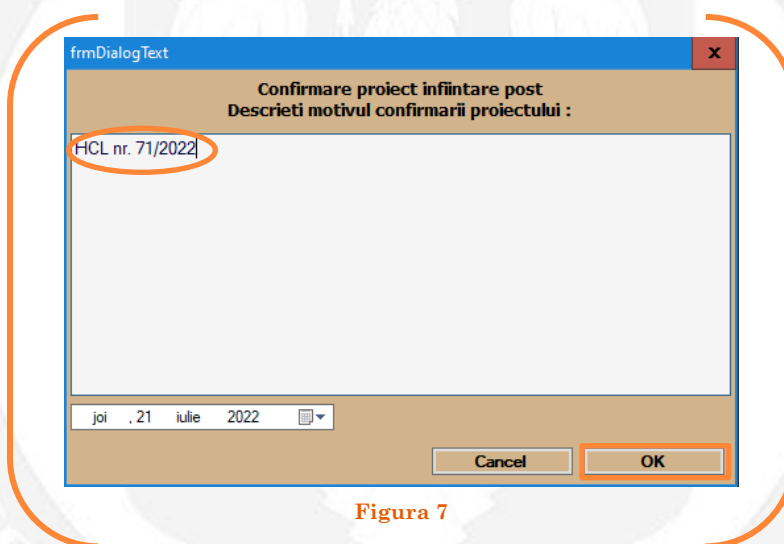 frmDialogText
x
Confirmare proiect infiintare post
Descrieti motivul confirmarii proiectului :
HCL nr. 71/2022
joi , 21 iulie 2022
Cancel OK
Figura 7